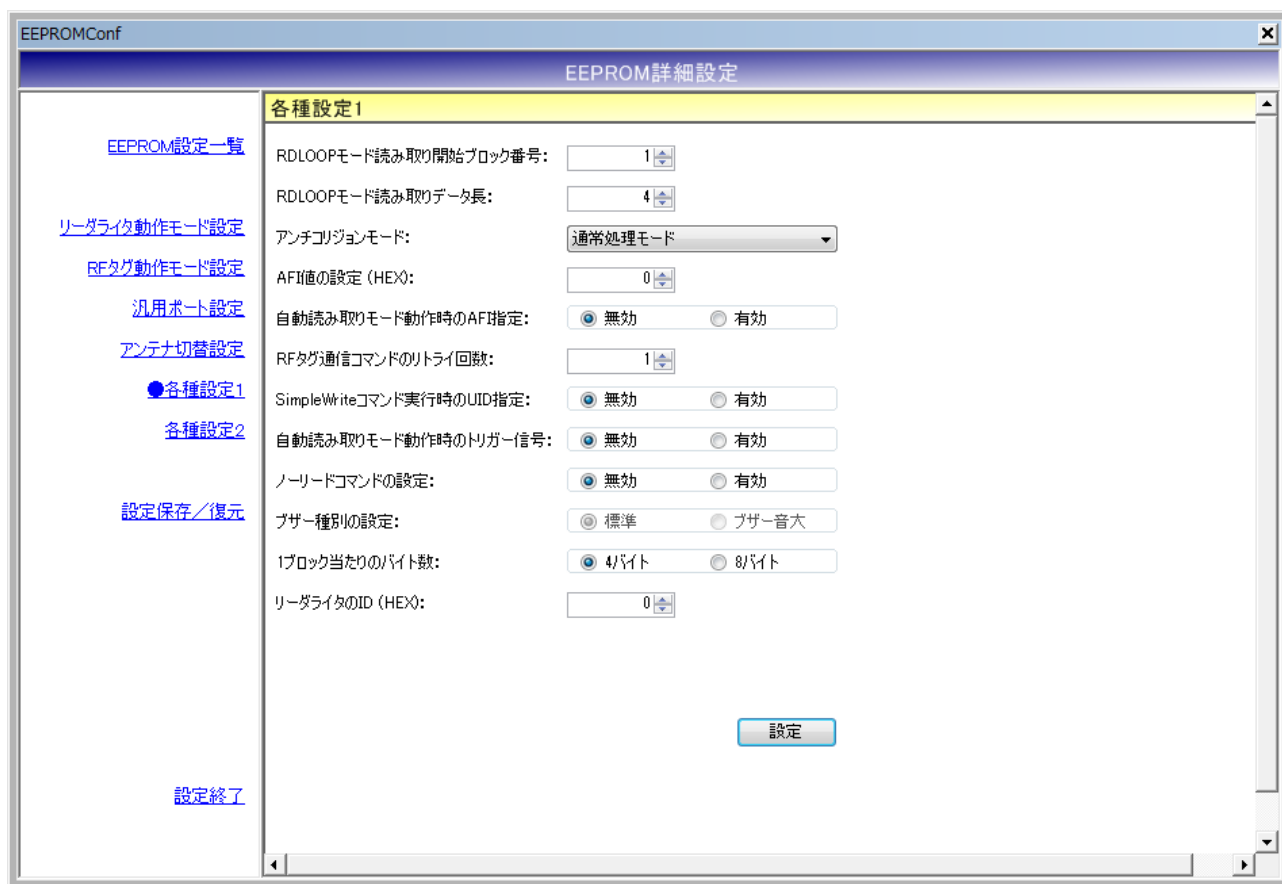 EEPROMConf
EEPROM詳細設定
EEPROM設定一覧
リーダライタ動作モード設定
RFタグ動作モード設定
汎用ポート設定
アンテナ切替設定
●各種設定1
各種設定2
設定保存／復元
設定終了
各種設定1
RDLOOPモード読み取り開始ブロック番号: 1
RDLOOPモード読み取りデータ長: 4
アンチコリジョンモード: 通常処理モード
AFI値の設定 (HEX): 0
自動読み取りモード動作時のAFI指定: 無効 有効
RFタグ通信コマンドのリトライ回数: 1
SimpleWriteコマンド実行時のUID指定: 無効 有効
自動読み取りモード動作時のトリガー信号: 無効 有効
ノーリードコマンドの設定: 無効 有効
ブザー種別の設定: 標準 ブザー音大
1ブロック当たりのバイト数: 4バイト 8バイト
リーダライタのID (HEX): 0
設定